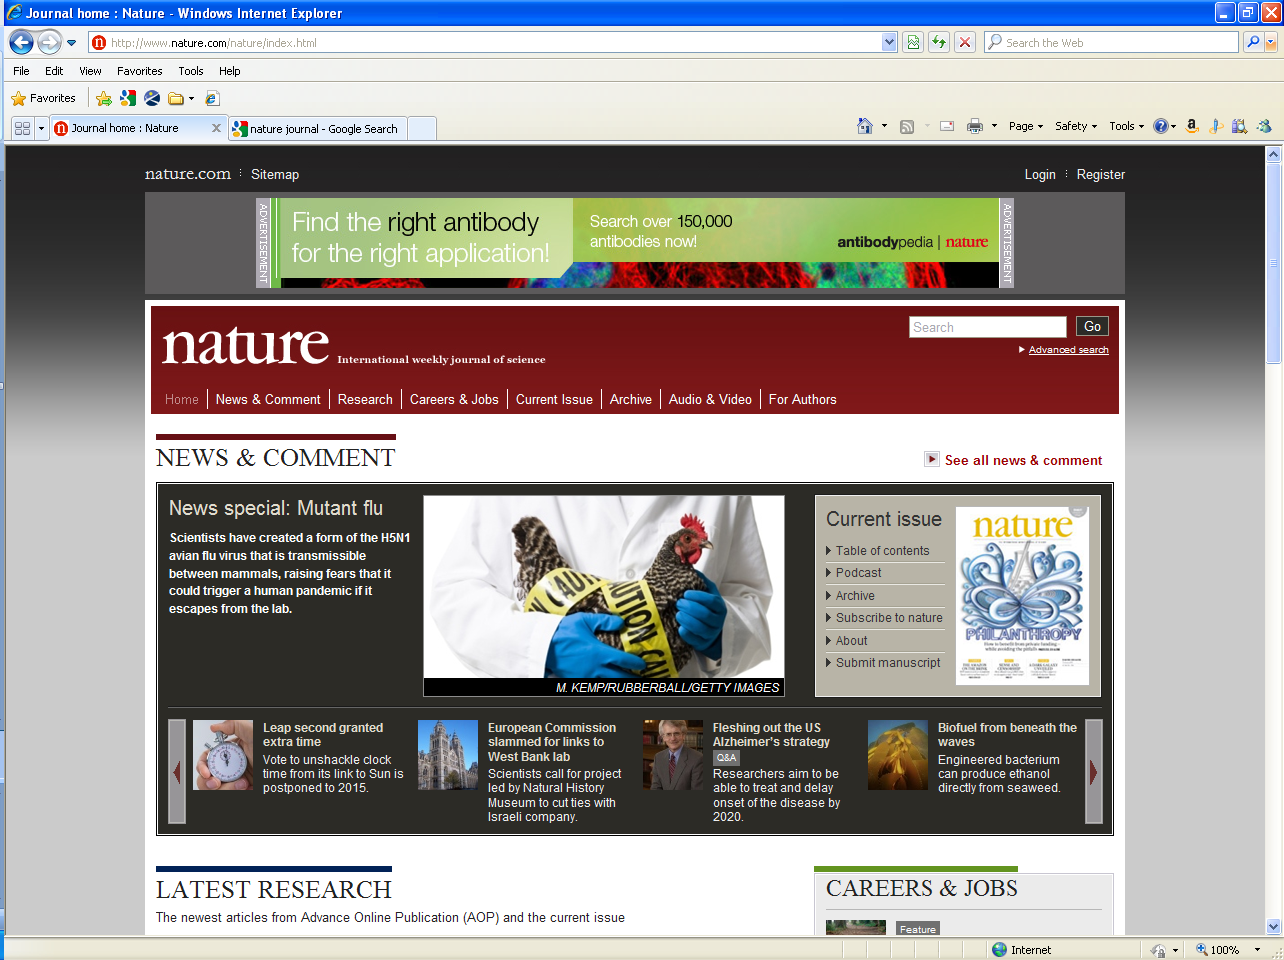 Journal home : Nature - Windows Internet Explorer
http://www.nature.com/nature/index.html
Search the Web
File Edit View Favorites Tools Help
Favorites
Journal home : Nature
nature journal - Google Search
Page Safety Tools
nature.com Sitemap
Login Register
ADVERTISEMENT
Find the right antibody
for the right application!
Search over 150,000
antibodies now!
antibodypedia | nature
ADVERTISEMENT
nature International weekly journal of science
Search Go
Advanced search
Home News & Comment Research Careers & Jobs Current Issue Archive Audio & Video For Authors
NEWS & COMMENT
See all news & comment
News special: Mutant flu
Scientists have created a form of the H5N1
avian flu virus that is transmissible
between mammals, raising fears that it
could trigger a human pandemic if it
escapes from the lab.
M. KEMP/RUBBERBALL/GETTY IMAGES
Current issue
Table of contents
Podcast
Archive
Subscribe to nature
About
Submit manuscript
nature
PHILANTHROPY
Leap second granted
extra time
Vote to unshackle clock
time from its link to Sun is
postponed to 2015.
European Commission
slammed for links to
West Bank lab
Scientists call for project
led by Natural History
Museum to cut ties with
Israeli company.
Fleshing out the US
Alzheimer's strategy
Q&A
Researchers aim to be
able to treat and delay
onset of the disease by
2020.
Biofuel from beneath the
waves
Engineered bacterium
can produce ethanol
directly from seaweed.
LATEST RESEARCH
The newest articles from Advance Online Publication (AOP) and the current issue
CAREERS & JOBS
Feature
Internet
100%